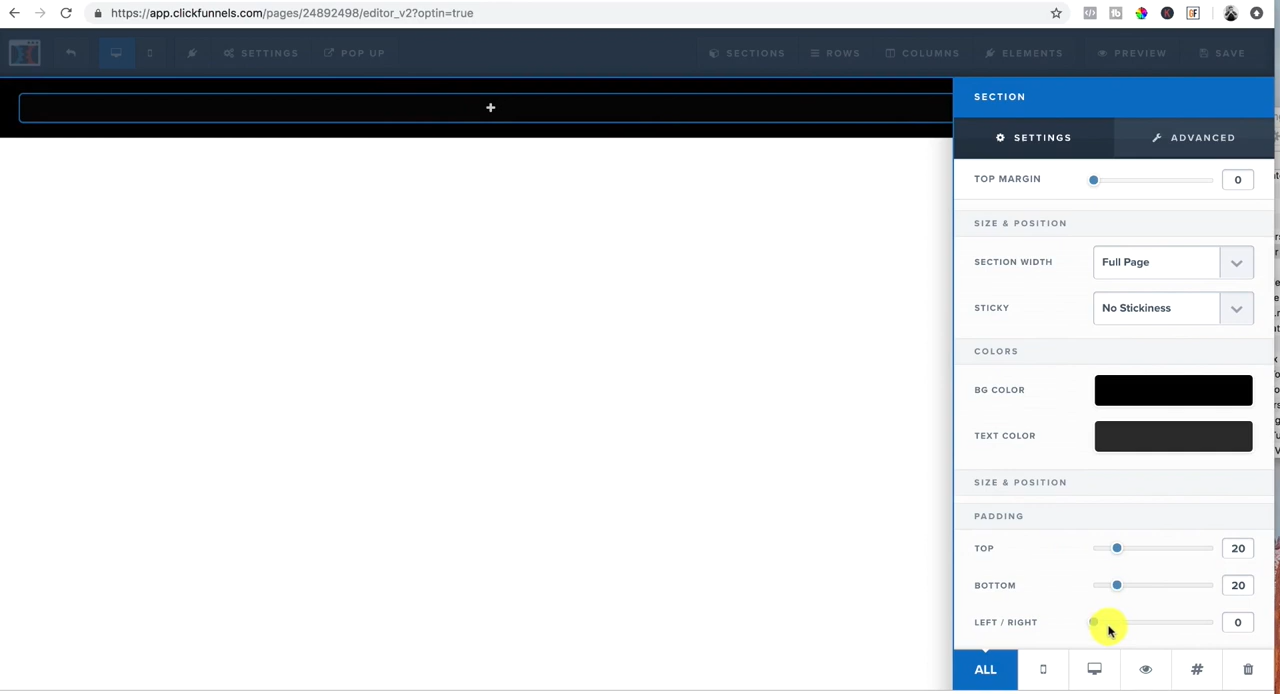 https://app.clickfunnels.com/pages/24892498/editor_v2?optin=true
SETTINGS POP UP SECTIONS ROWS COLUMNS ELEMENTS PREVIEW SAVE
SECTION
SETTINGS ADVANCED
TOP MARGIN 0
SIZE & POSITION
SECTION WIDTH Full Page
STICKY No Stickiness
COLORS
BG COLOR
TEXT COLOR
SIZE & POSITION
PADDING
TOP 20
BOTTOM 20
LEFT / RIGHT 0
ALL #